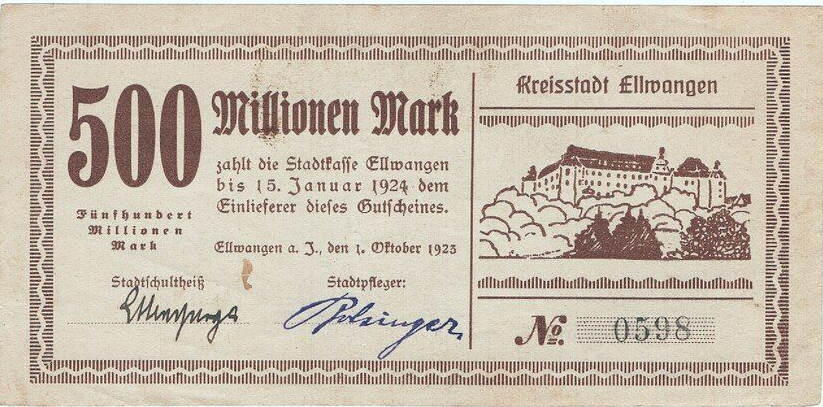 500 Millionen Mark
zahlt die Stadtkasse Ellwangen
bis 15. Januar 1924 dem
Einlieferer dieses Gutscheines.
Fünfhundert
Millionen
Mark
Ellwangen a. J., den 1. Oktober 1923
Stadtschultheiß
Stadtpfleger:
Kreisstadt Ellwangen
No. 0598